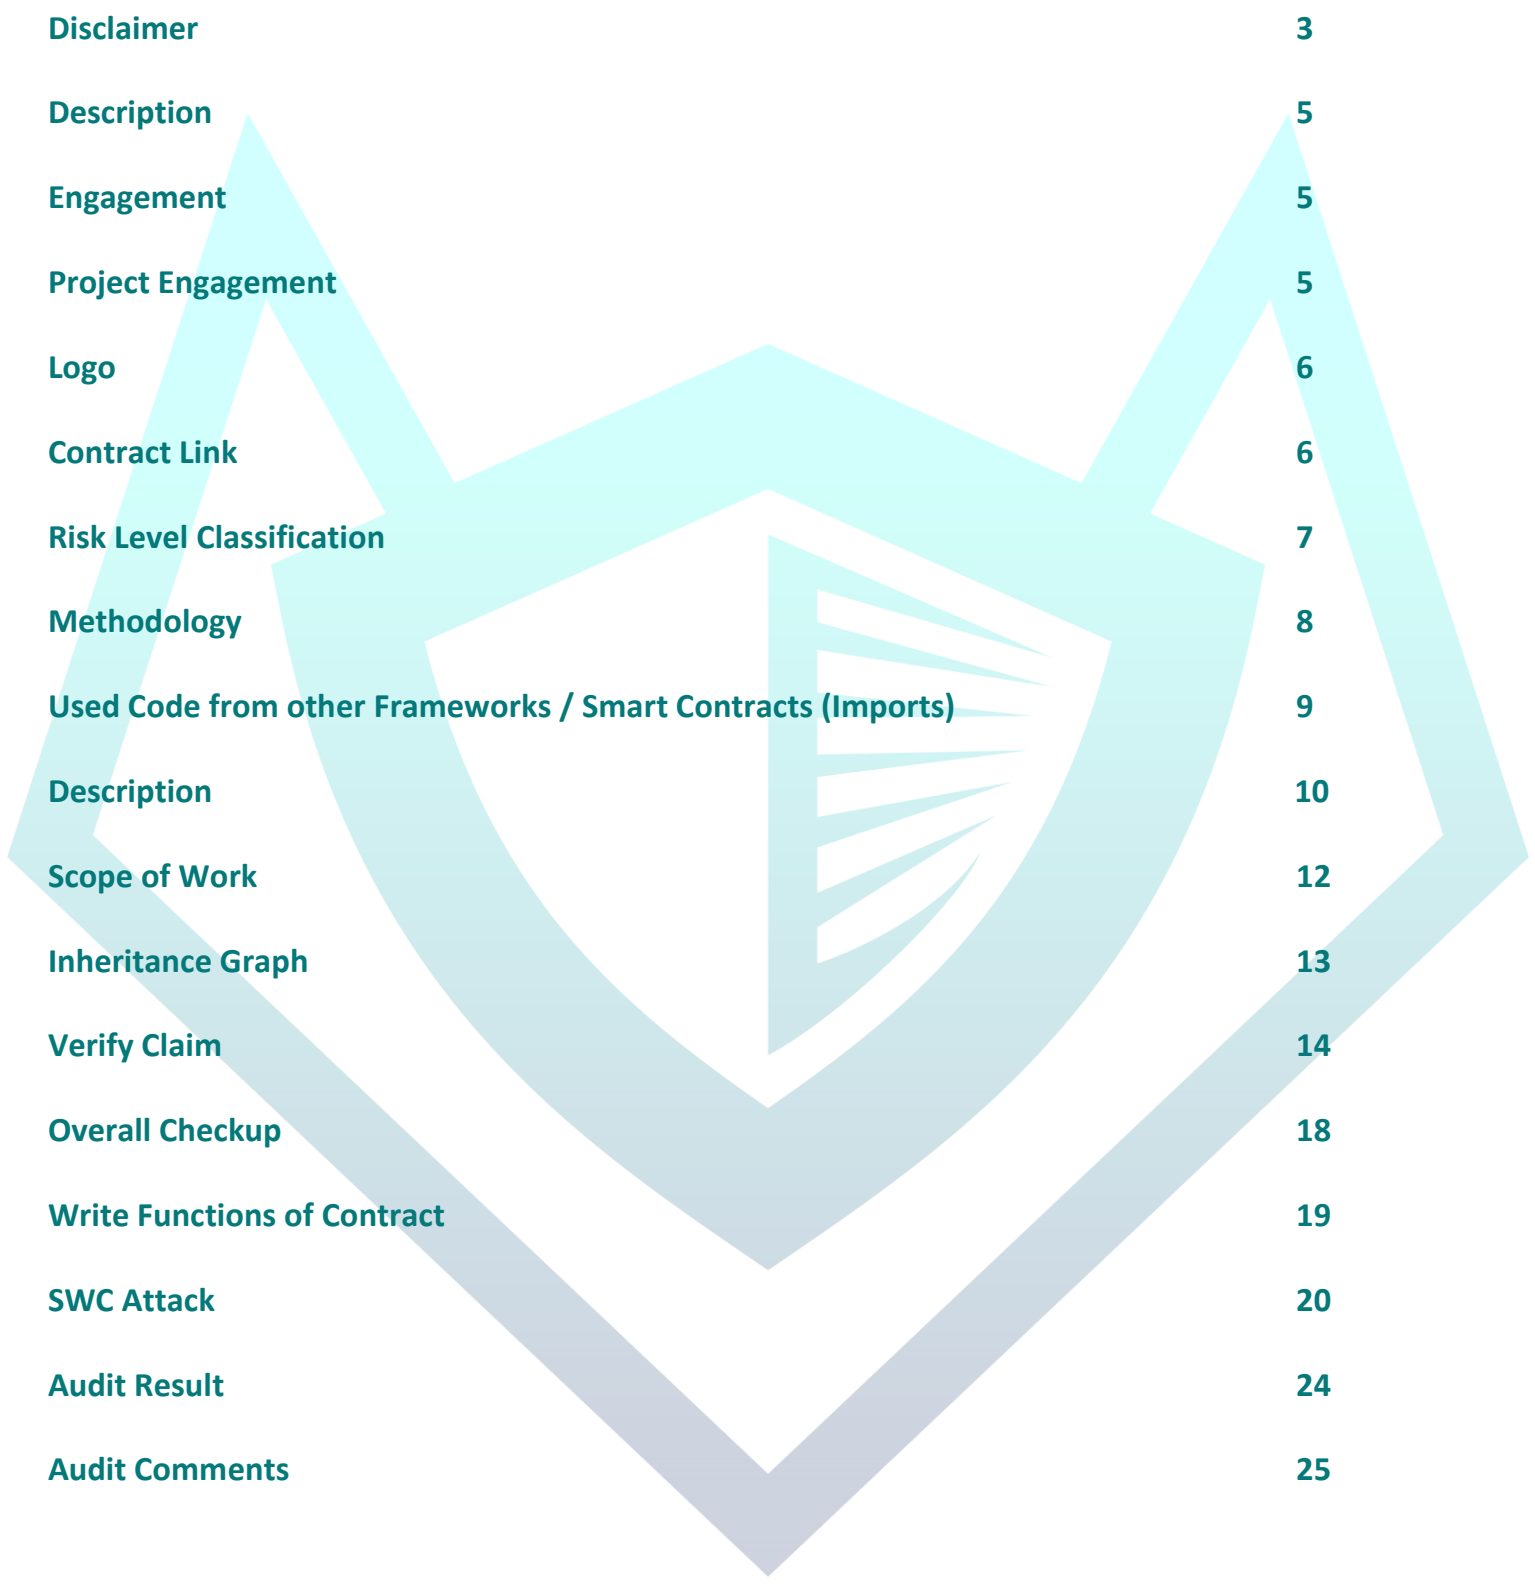 Disclaimer 3
Description 5
Engagement 5
Project Engagement 5
Logo 6
Contract Link 6
Risk Level Classification 7
Methodology 8
Used Code from other Frameworks / Smart Contracts (Imports) 9
Description 10
Scope of Work 12
Inheritance Graph 13
Verify Claim 14
Overall Checkup 18
Write Functions of Contract 19
SWC Attack 20
Audit Result 24
Audit Comments 25